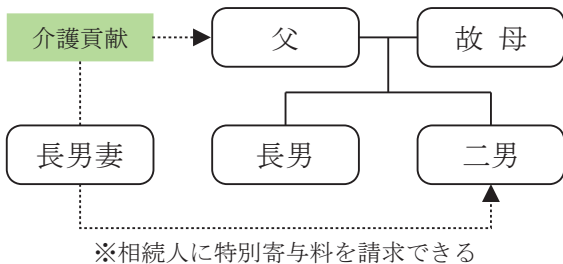 介護貢献
父
故 母
長男妻
長男
二男
※相続人に特別寄与料を請求できる